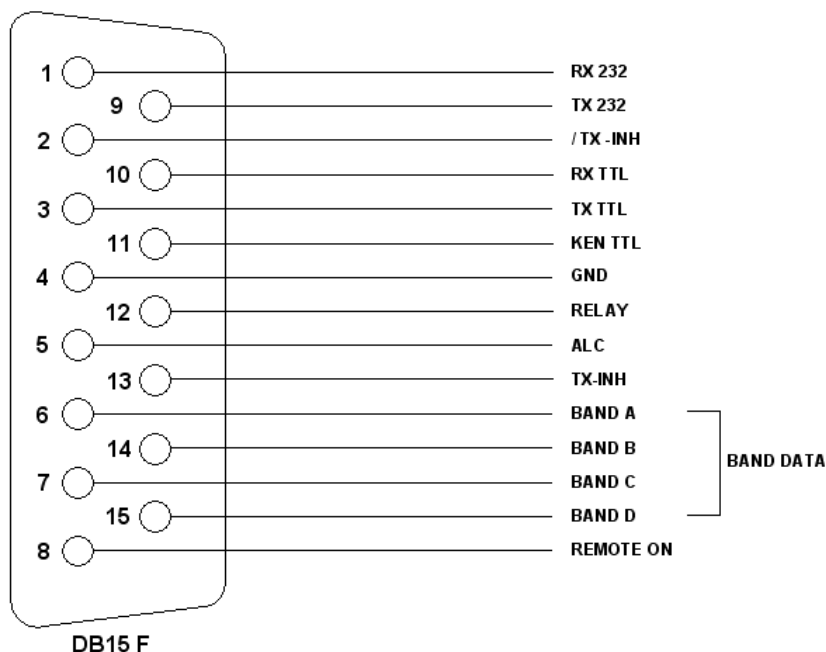 1 RX 232
9 TX 232
2 / TX -INH
10 RX TTL
3 TX TTL
11 KEN TTL
4 GND
12 RELAY
5 ALC
13 TX-INH
6 BAND A
14 BAND B
BAND DATA
7 BAND C
15 BAND D
8 REMOTE ON
DB15 F